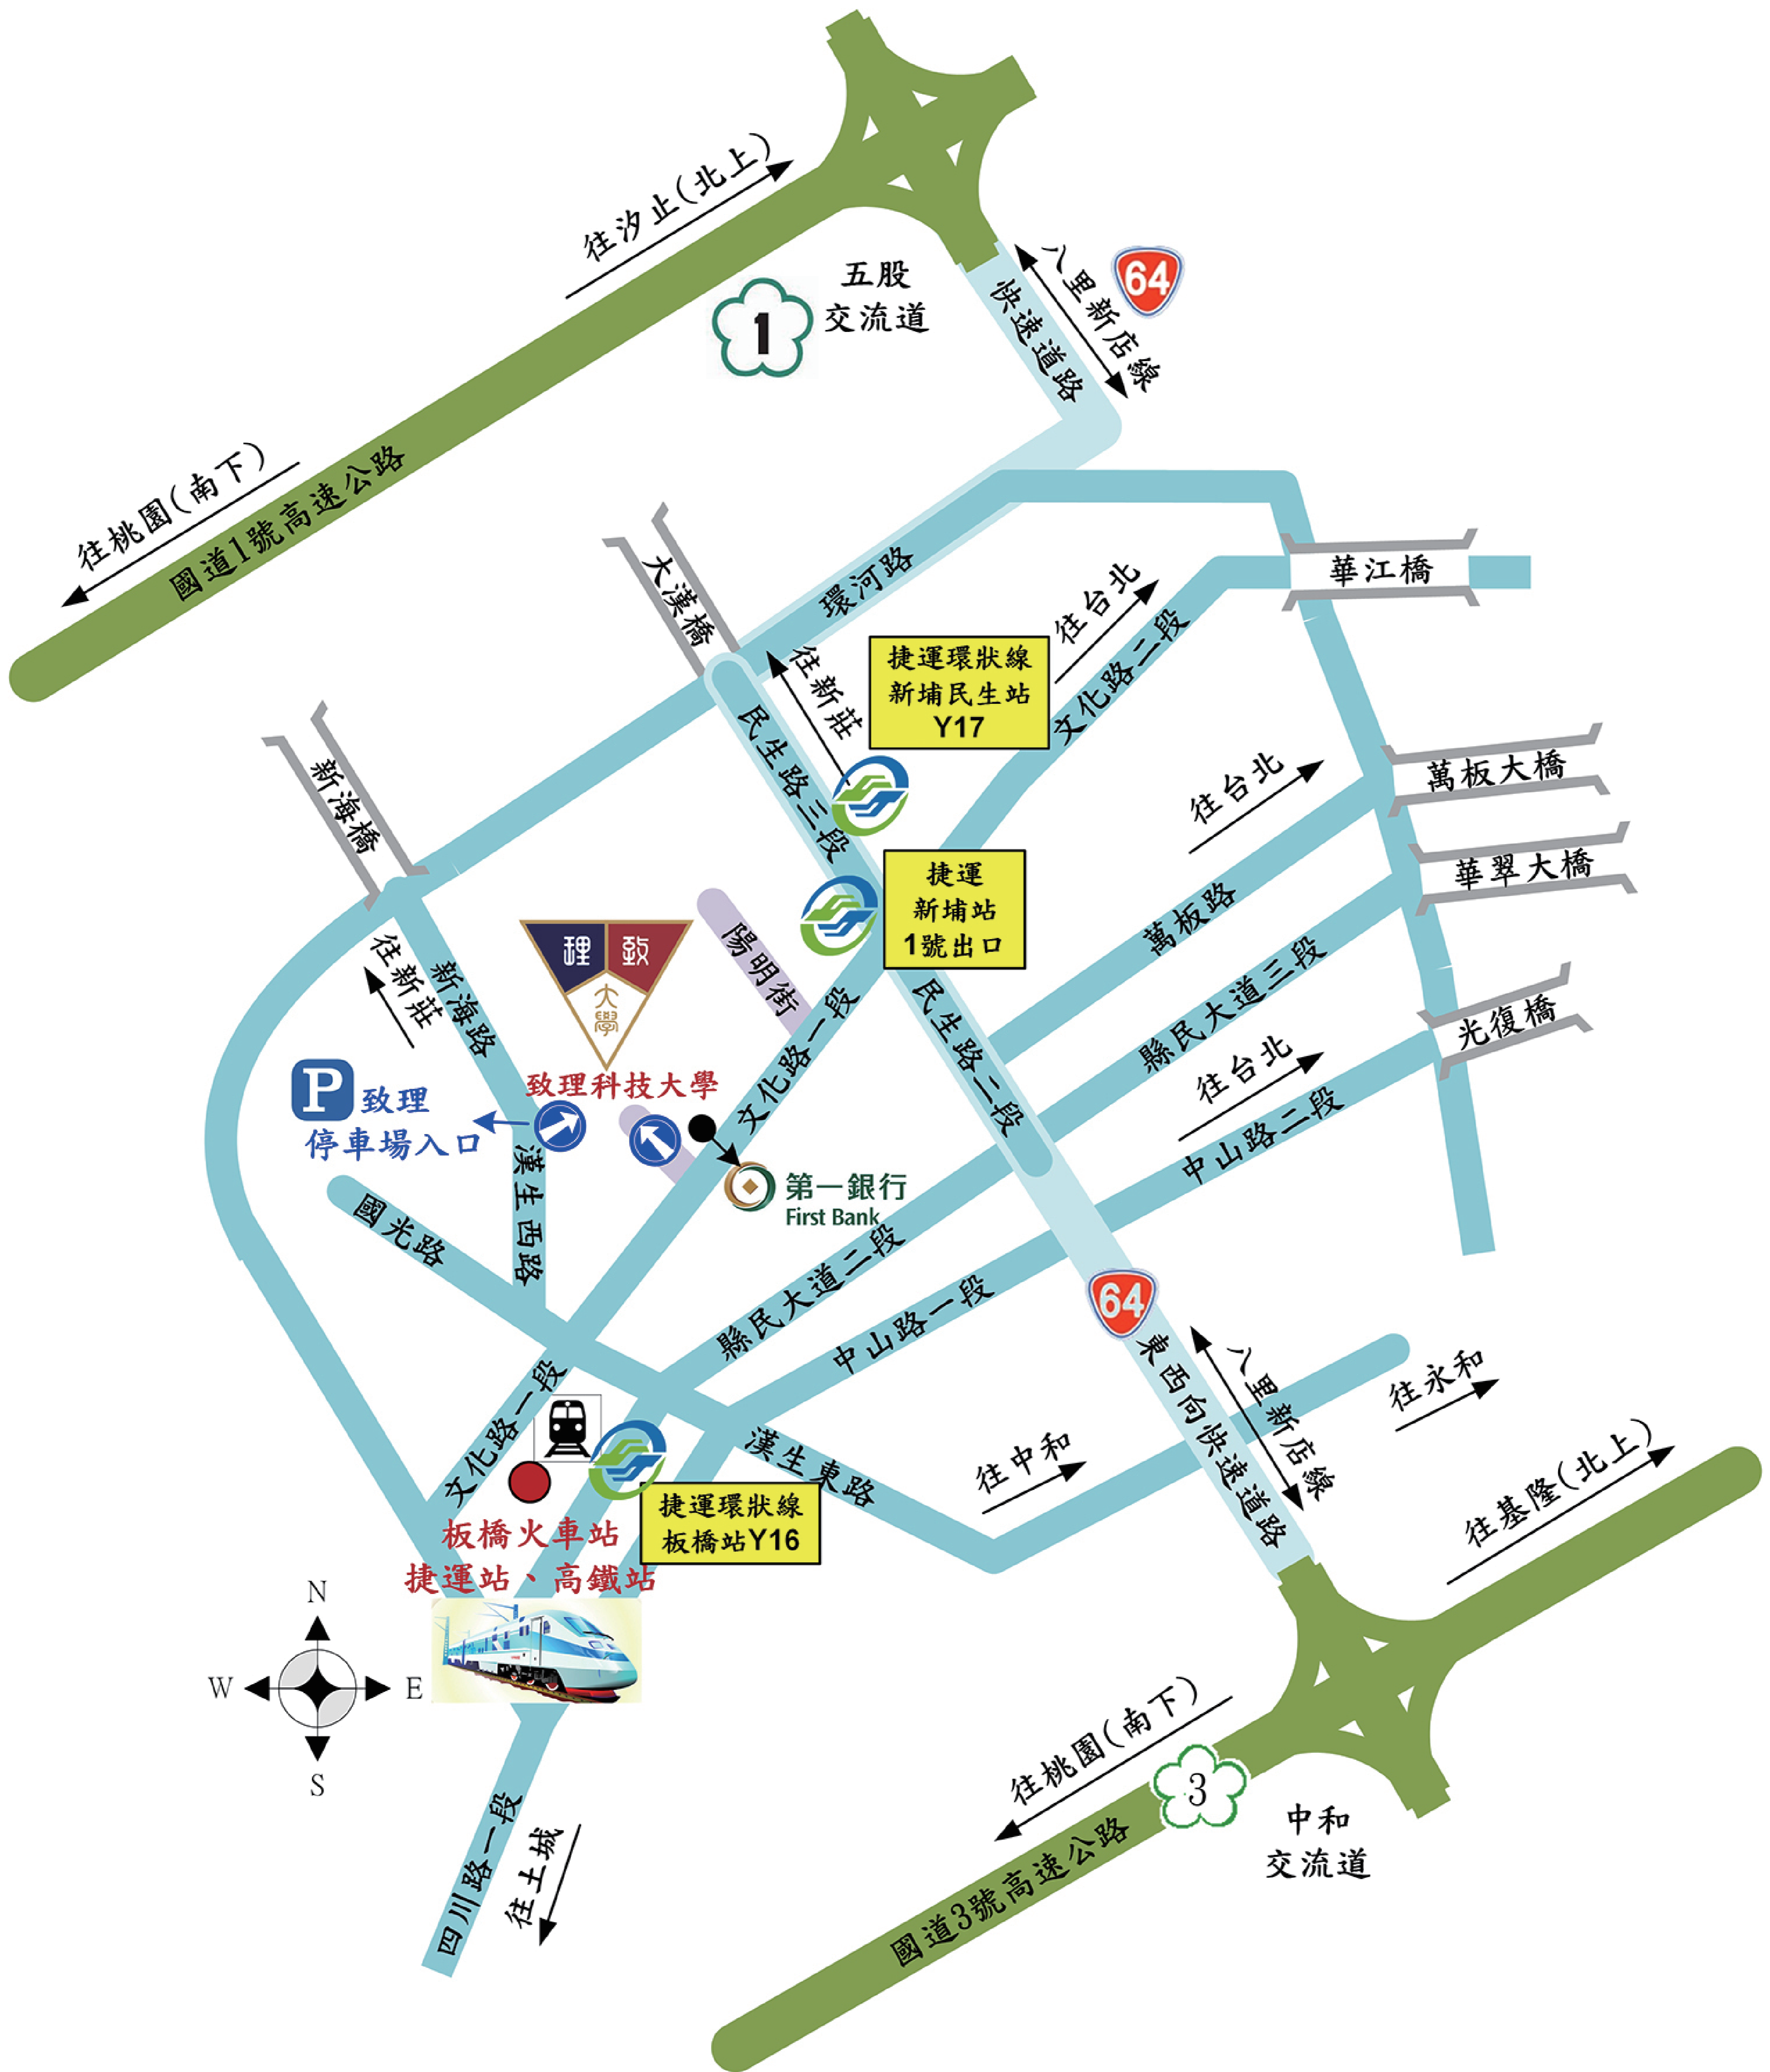 往汐止(北上)
八里新店線
64
快速道路
五股
交流道
1
往桃園(南下)
國道1號高速公路
大漢橋
環河路
華江橋
往台北
文化路二段
捷運環狀線
新埔民生站
Y17
往新莊
民生路三段
新海橋
往台北
萬板大橋
華翠大橋
捷運
新埔站
1號出口
萬板路
陽明街
理 致
大學
往新莊
新海路
文化路一段
民生路二段
縣民大道三段
光復橋
往台北
中山路二段
致理科技大學
P 致理
停車場入口
漢生西路
第一銀行
First Bank
國光路
縣民大道二段
中山路一段
64
東西向快速道路
八里新店線
往永和
文化路一段
漢生東路
往中和
捷運環狀線
板橋站Y16
板橋火車站
捷運站、高鐵站
往基隆(北上)
N
W
E
S
往桃園(南下)
3
中和
交流道
國道3號高速公路
四川路一段
往土城